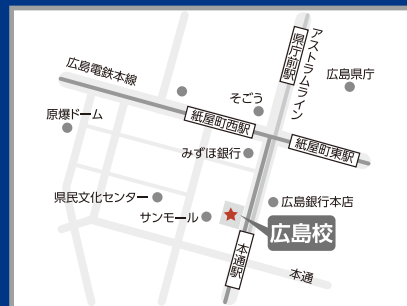 アストラムライン
県庁前駅
広島電鉄本線
広島県庁
そごう
原爆ドーム
紙屋町西駅
紙屋町東駅
みずほ銀行
県民文化センター
広島銀行本店
サンモール
広島校
本通駅
本通